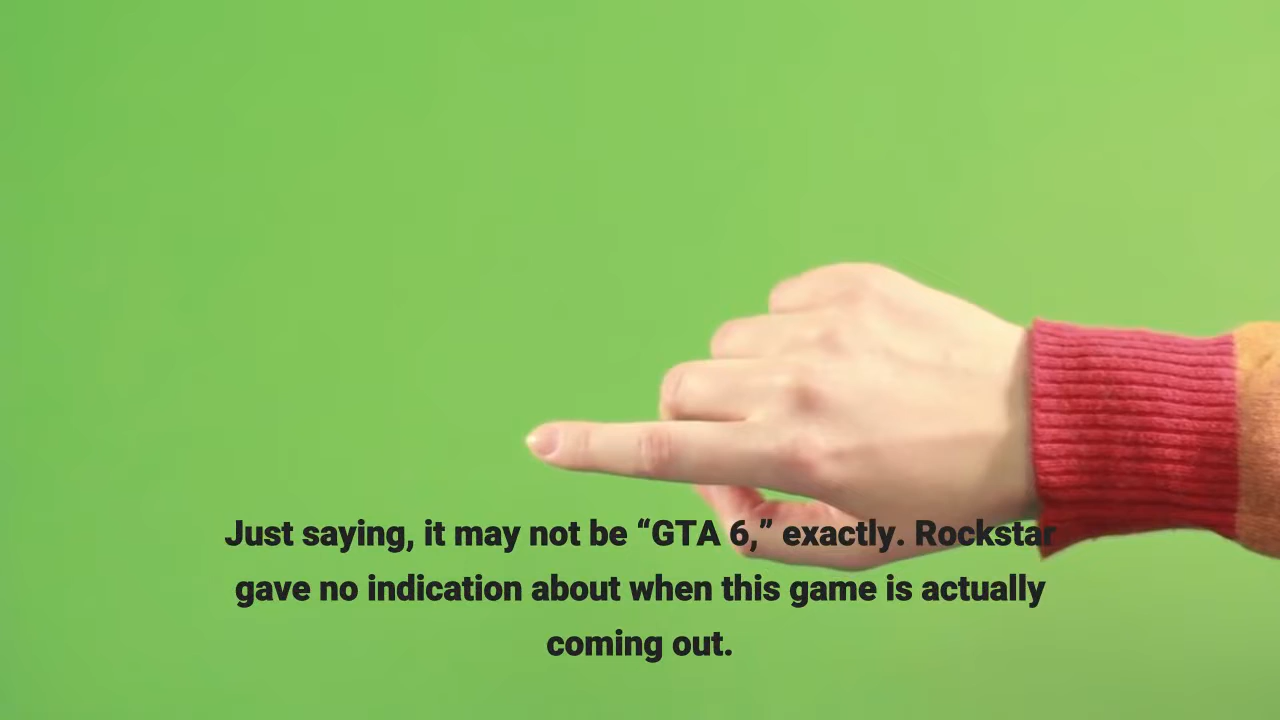 Just saying, it may not be “GTA 6,” exactly. Rockstar
gave no indication about when this game is actually
coming out.